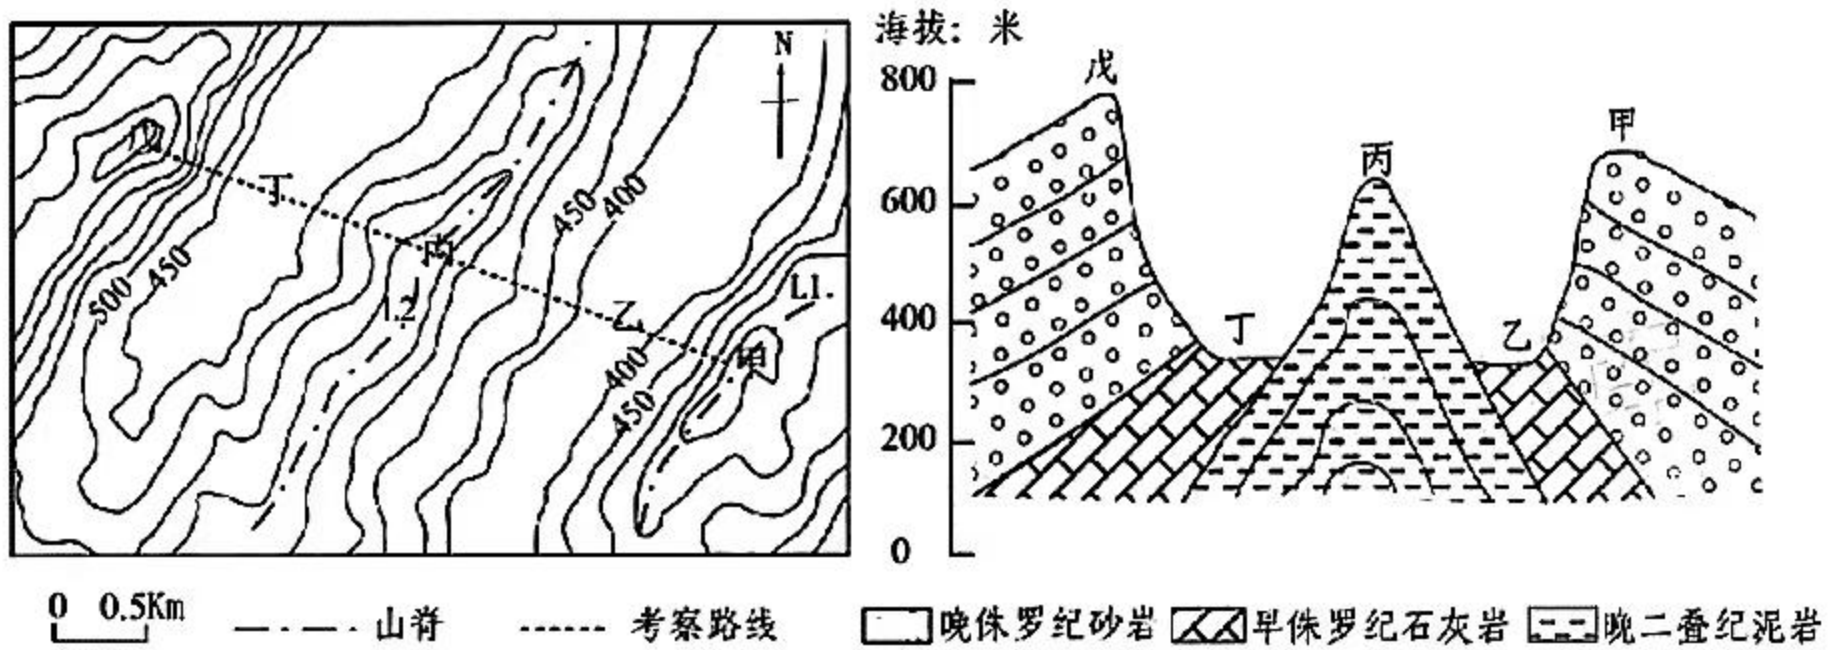 N
戊
丁
丙
L2
乙
甲
L1.
500
450
450
400
400
450
0 0.5Km
山脊
考察路线
海拔：米
800
600
400
200
0
戊
丁
丙
乙
甲
晚侏罗纪砂岩
早侏罗纪石灰岩
晚二叠纪泥岩